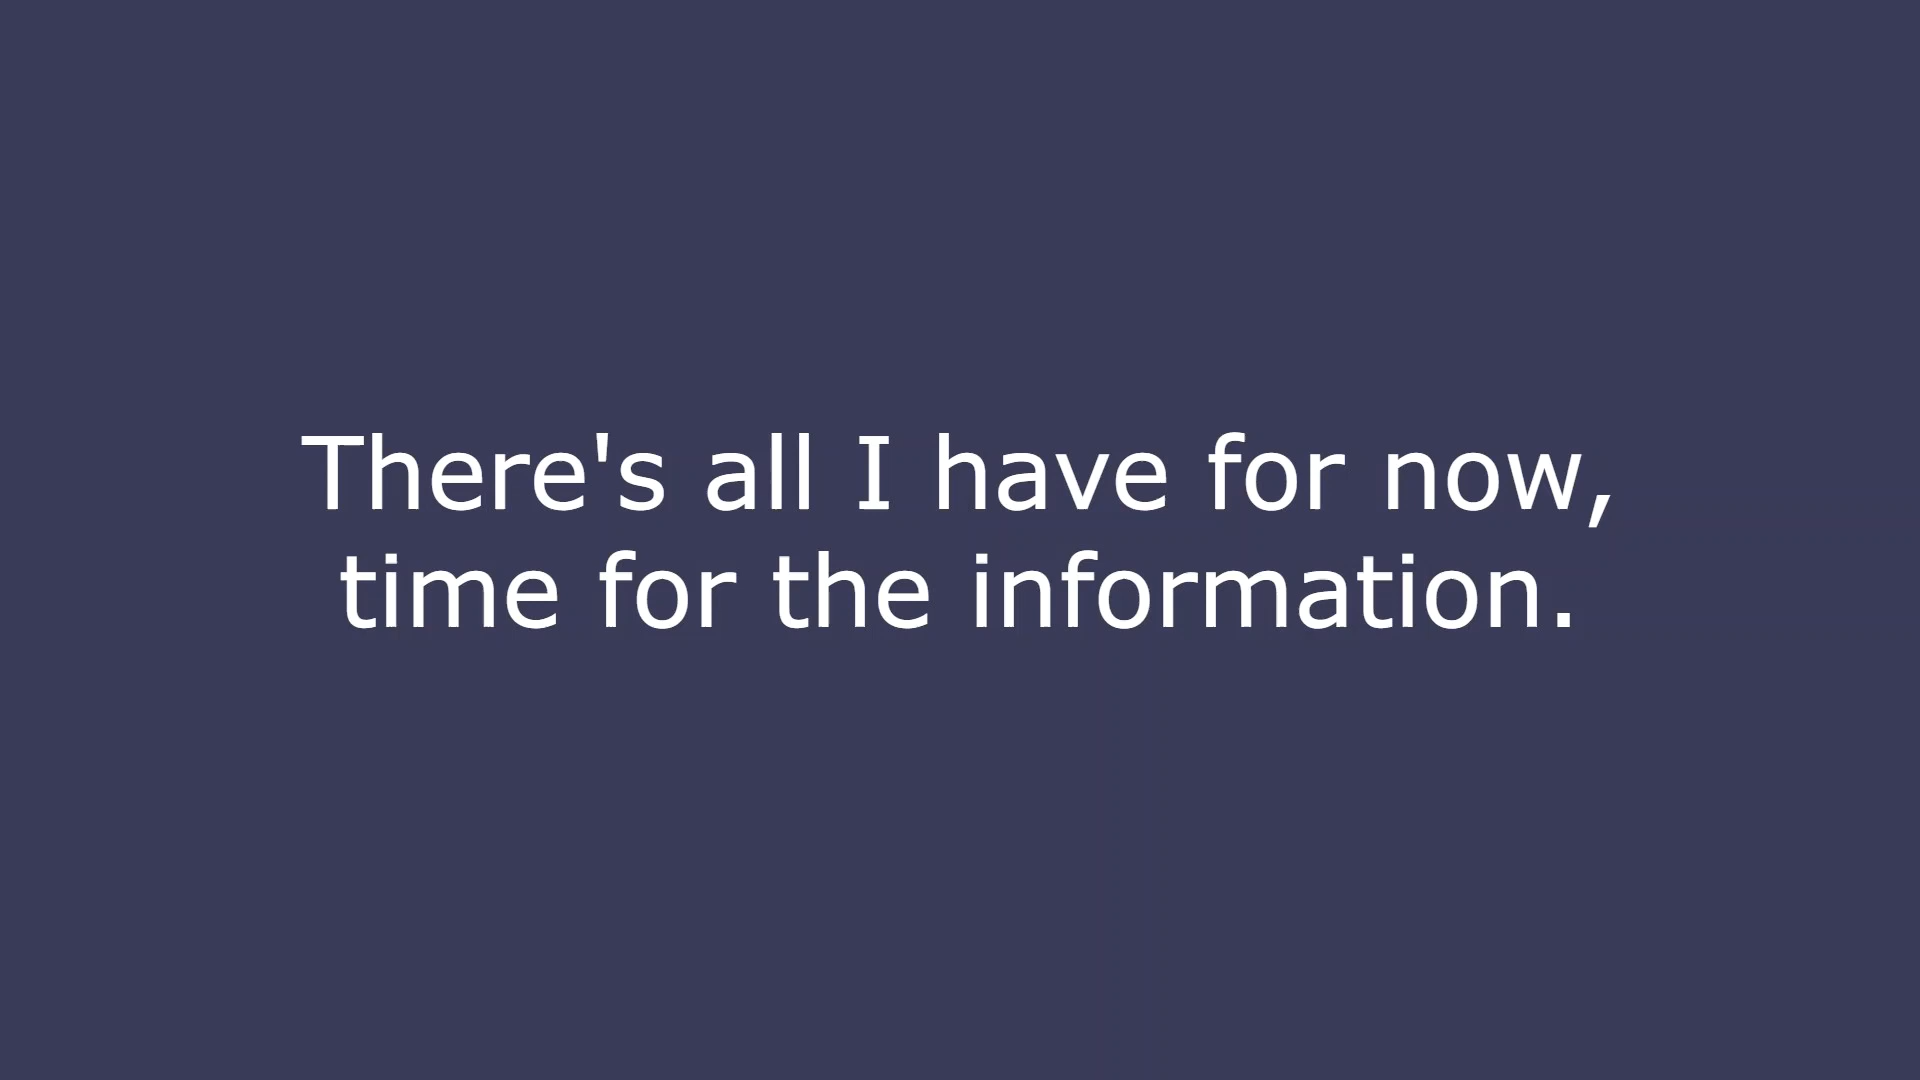 There's all I have for now,
time for the information.